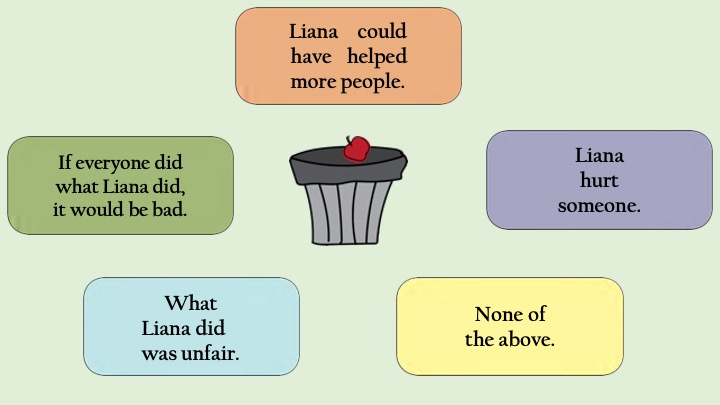 Liana could
have helped
more people.
If everyone did
what Liana did,
it would be bad.
Liana
hurt
someone.
What
Liana did
was unfair.
None of
the above.